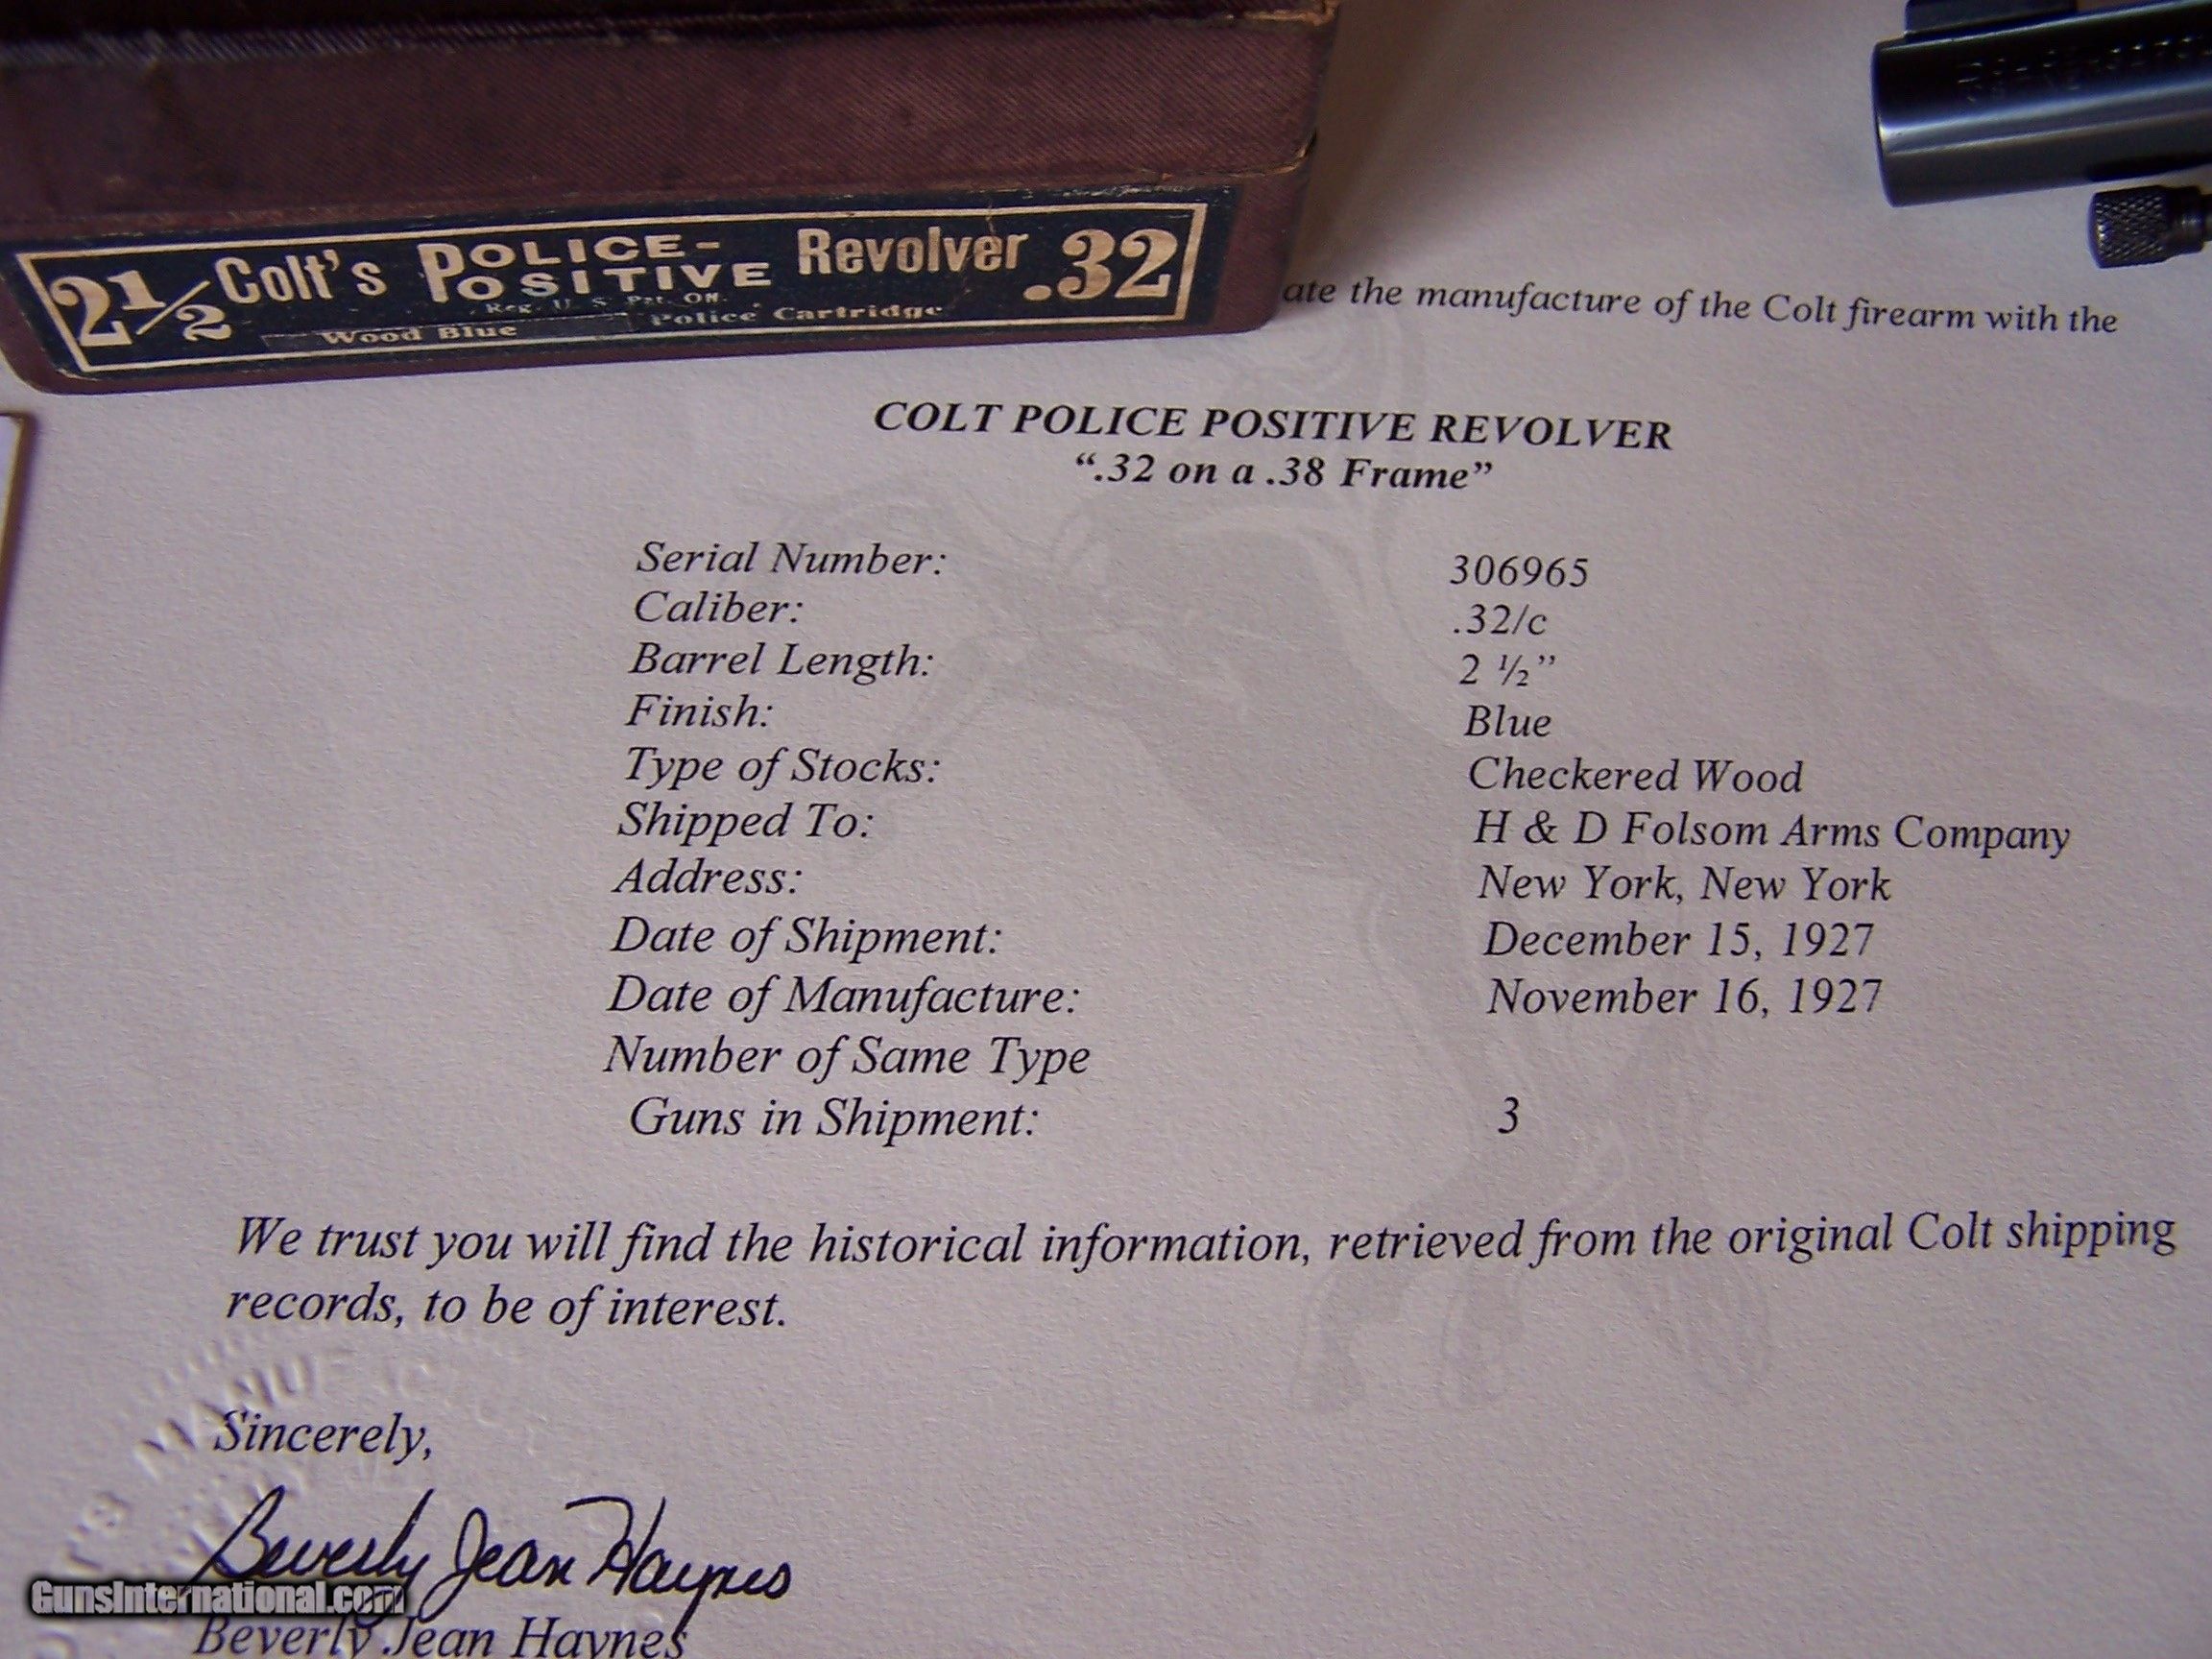 2½ Colt's POLICE-POSITIVE Revolver .32
Reg. U. S. Pat. Off.
Wood Blue Police Cartridge
ate the manufacture of the Colt firearm with the
COLT POLICE POSITIVE REVOLVER
“.32 on a .38 Frame”
Serial Number: 306965
Caliber: .32/c
Barrel Length: 2 ½”
Finish: Blue
Type of Stocks: Checkered Wood
Shipped To: H & D Folsom Arms Company
Address: New York, New York
Date of Shipment: December 15, 1927
Date of Manufacture: November 16, 1927
Number of Same Type
Guns in Shipment: 3
We trust you will find the historical information, retrieved from the original Colt shipping
records, to be of interest.
Sincerely,
Beverly Jean Haynes
GunsInternational.com
Beverly Jean Haynes